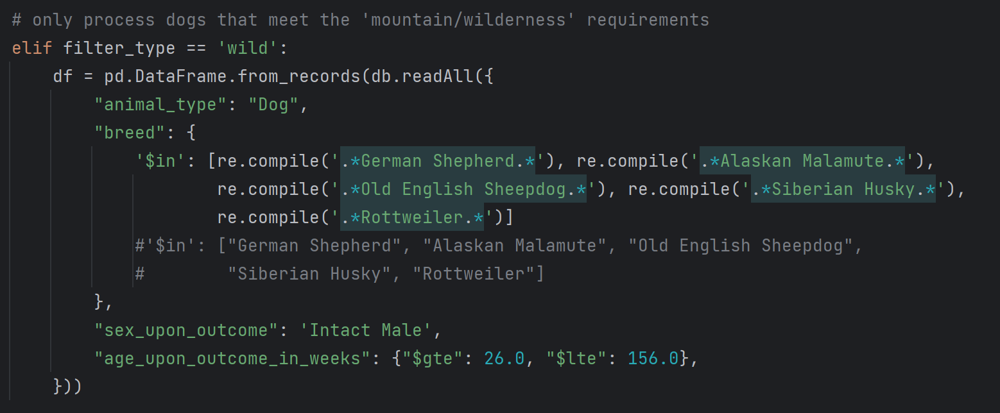 # only process dogs that meet the 'mountain/wilderness' requirements
elif filter_type == 'wild':
    df = pd.DataFrame.from_records(db.readAll({
        "animal_type": "Dog",
        "breed": {
            '$in': [re.compile('.*German Shepherd.*'), re.compile('.*Alaskan Malamute.*'),
                    re.compile('.*Old English Sheepdog.*'), re.compile('.*Siberian Husky.*'),
                    re.compile('.*Rottweiler.*')]
            #'$in': ["German Shepherd", "Alaskan Malamute", "Old English Sheepdog",
            #        "Siberian Husky", "Rottweiler"]
        },
        "sex_upon_outcome": 'Intact Male',
        "age_upon_outcome_in_weeks": {"$gte": 26.0, "$lte": 156.0},
    }))